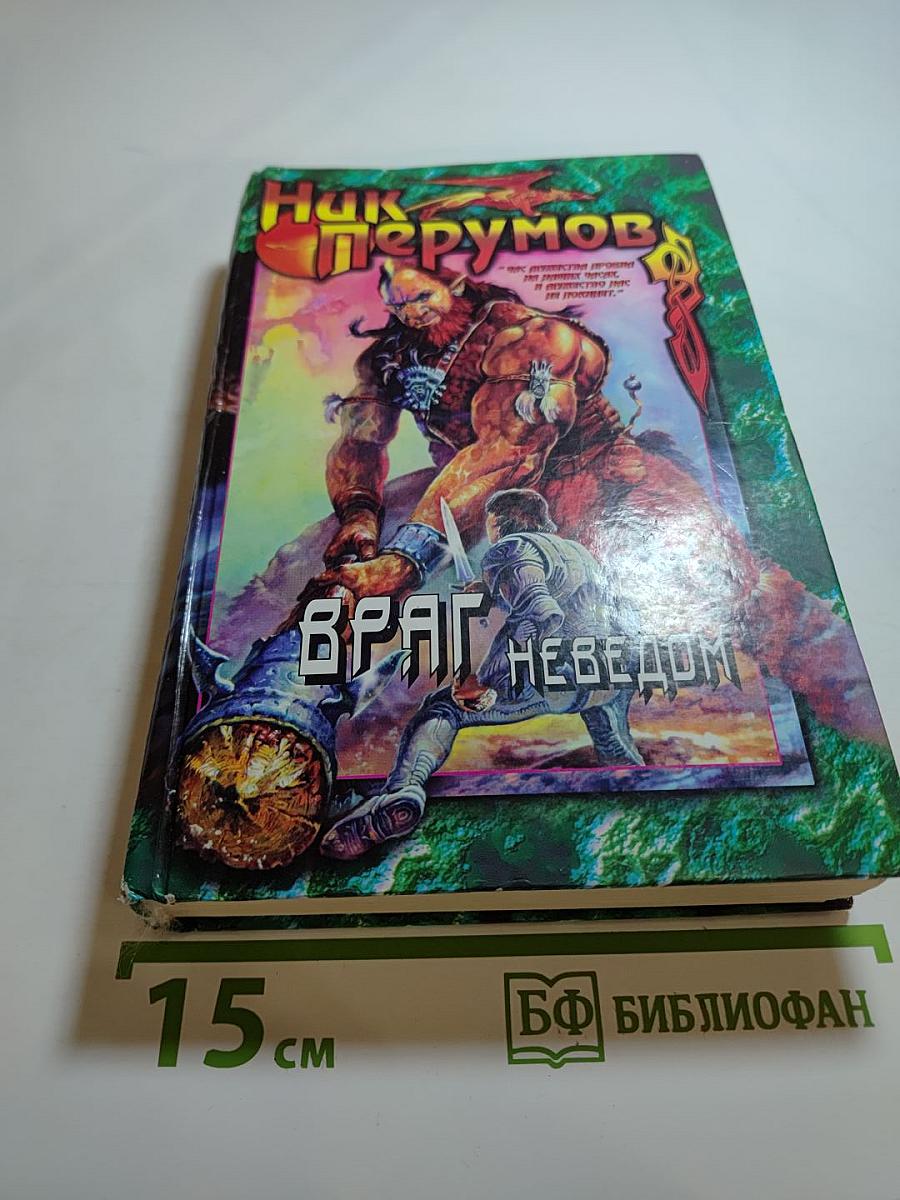 Ник
Перумов
"Час мужества пробил
на наших часах,
и мужество нас
не покинет."
ВРАГ НЕВЕДОМ
15 см
БФ БИБЛИОФАН